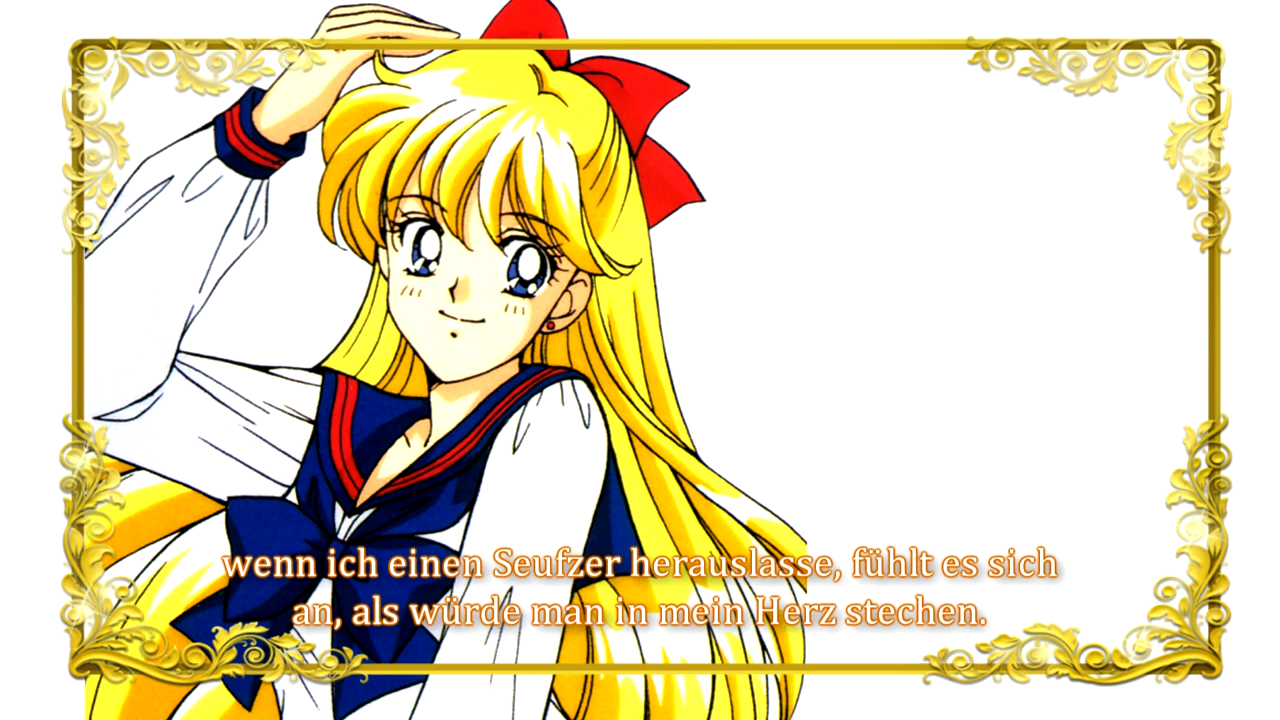 wenn ich einen Seufzer herauslasse, fühlt es sich
an, als würde man in mein Herz stechen.